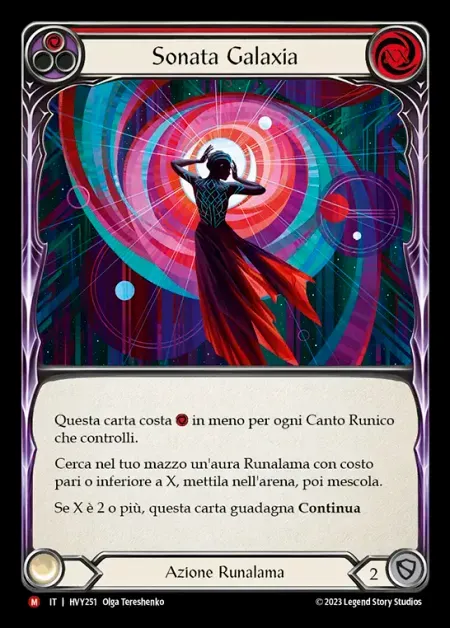 Sonata Galaxia
XX
Questa carta costa in meno per ogni Canto Runico
che controlli.
Cerca nel tuo mazzo un'aura Runalama con costo
pari o inferiore a X, mettila nell'arena, poi mescola.
Se X è 2 o più, questa carta guadagna Continua
Azione Runalama
2
M | IT | HVY251 Olga Tereshenko
© 2023 Legend Story Studios